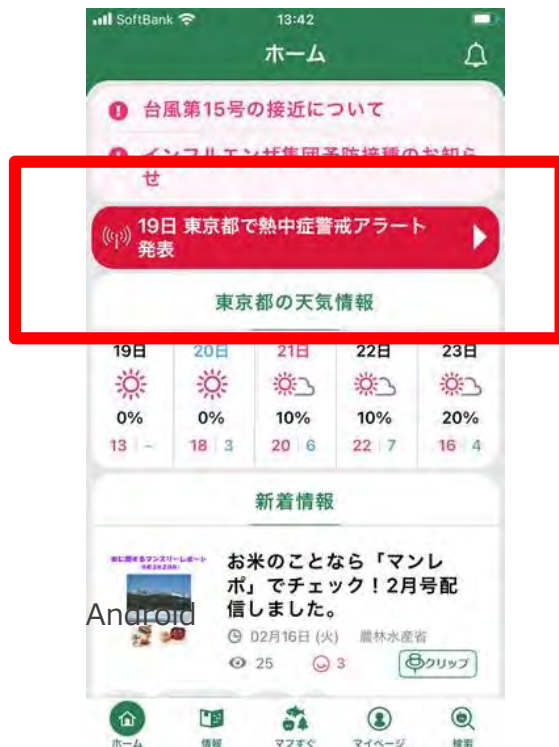 SoftBank 13:42
ホーム
台風第15号の接近について
インフルエンザ集団予防接種のお知ら
せ
19日 東京都で熱中症警戒アラート
発表
東京都の天気情報
19日 20日 21日 22日 23日
0% 0% 10% 10% 20%
13 - 18 3 20 6 22 7 16 4
新着情報
お米のことなら「マンレ
ポ」でチェック！2月号配
信しました。
Android
02月16日 (火) 農林水産省
25 3 クリップ
ホーム 情報 マフすぐ マイページ 検索